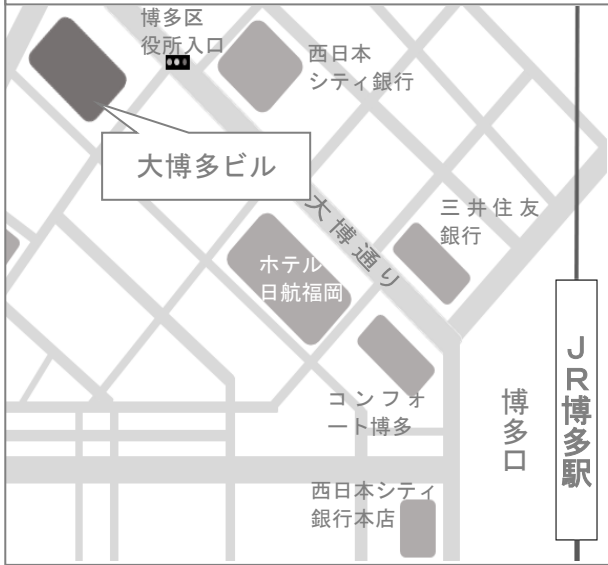 博多区
役所入口
西日本
シティ銀行
大博多ビル
大博通り
三井住友
銀行
ホテル
日航福岡
コンフォ
ート博多
博多口
JR博多駅
西日本シティ
銀行本店